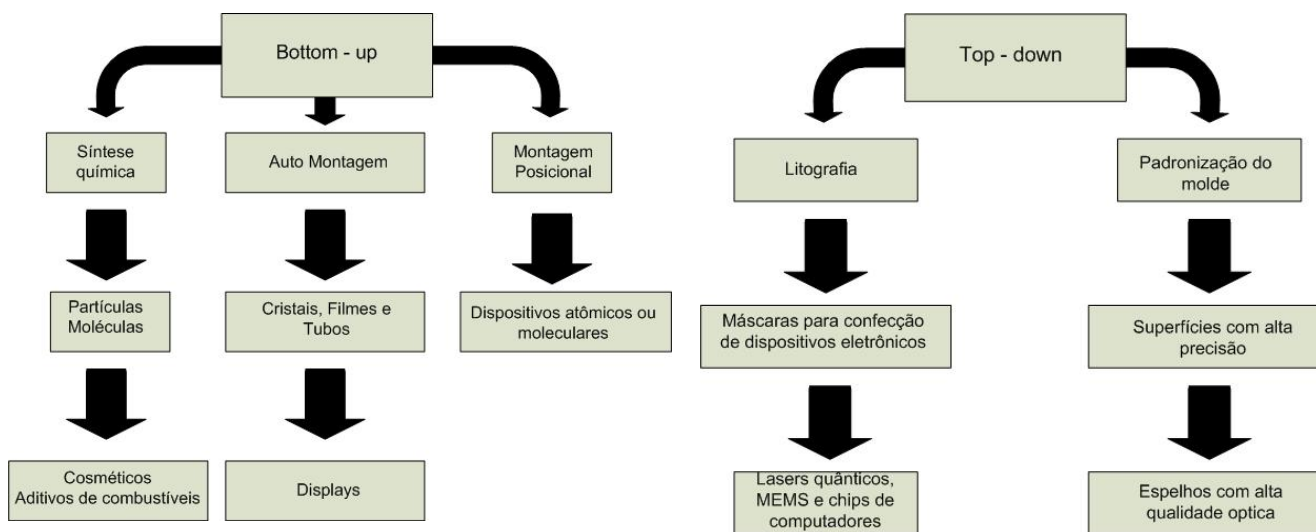 Bottom - up
Síntese
química
Auto Montagem
Montagem
Posicional
Partículas
Moléculas
Cristais, Filmes e
Tubos
Dispositivos atômicos ou
moleculares
Cosméticos
Aditivos de combustíveis
Displays
Top - down
Litografia
Padronização do
molde
Máscaras para confecção
de dispositivos eletrônicos
Superfícies com alta
precisão
Lasers quânticos,
MEMS e chips de
computadores
Espelhos com alta
qualidade optica